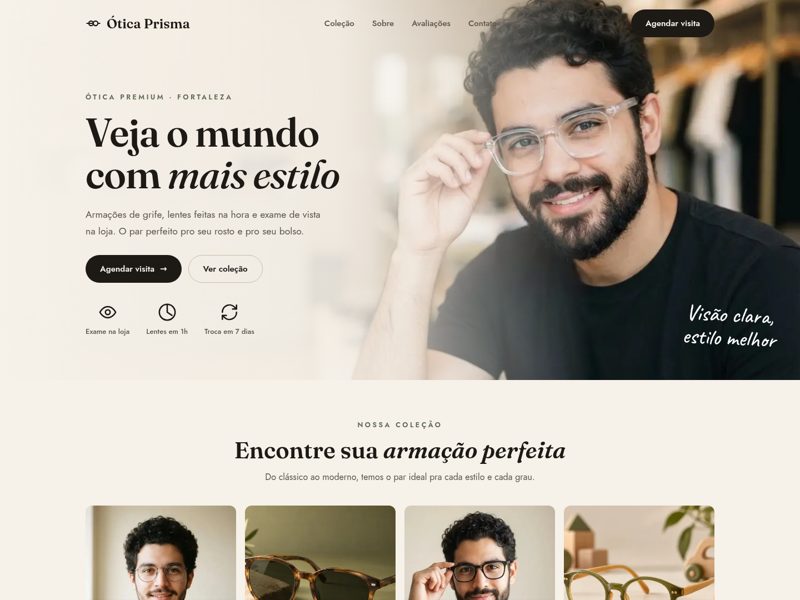 Ótica Prisma
Coleção Sobre Avaliações Contato
Agendar visita
ÓTICA PREMIUM · FORTALEZA
Veja o mundo
com mais estilo
Armações de grife, lentes feitas na hora e exame de vista
na loja. O par perfeito pro seu rosto e pro seu bolso.
Agendar visita → Ver coleção
Exame na loja Lentes em 1h Troca em 7 dias
Visão clara,
estilo melhor
NOSSA COLEÇÃO
Encontre sua armação perfeita
Do clássico ao moderno, temos o par ideal pra cada estilo e cada grau.